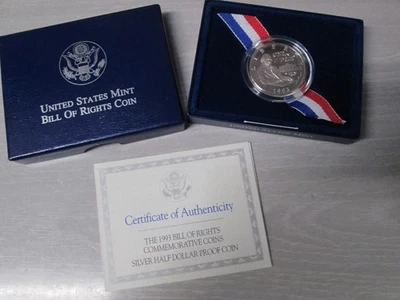 UNITED STATES MINT
BILL OF RIGHTS COIN
1993
Certificate of Authenticity
THE 1993 BILL OF RIGHTS
COMMEMORATIVE COINS
SILVER HALF DOLLAR PROOF COIN